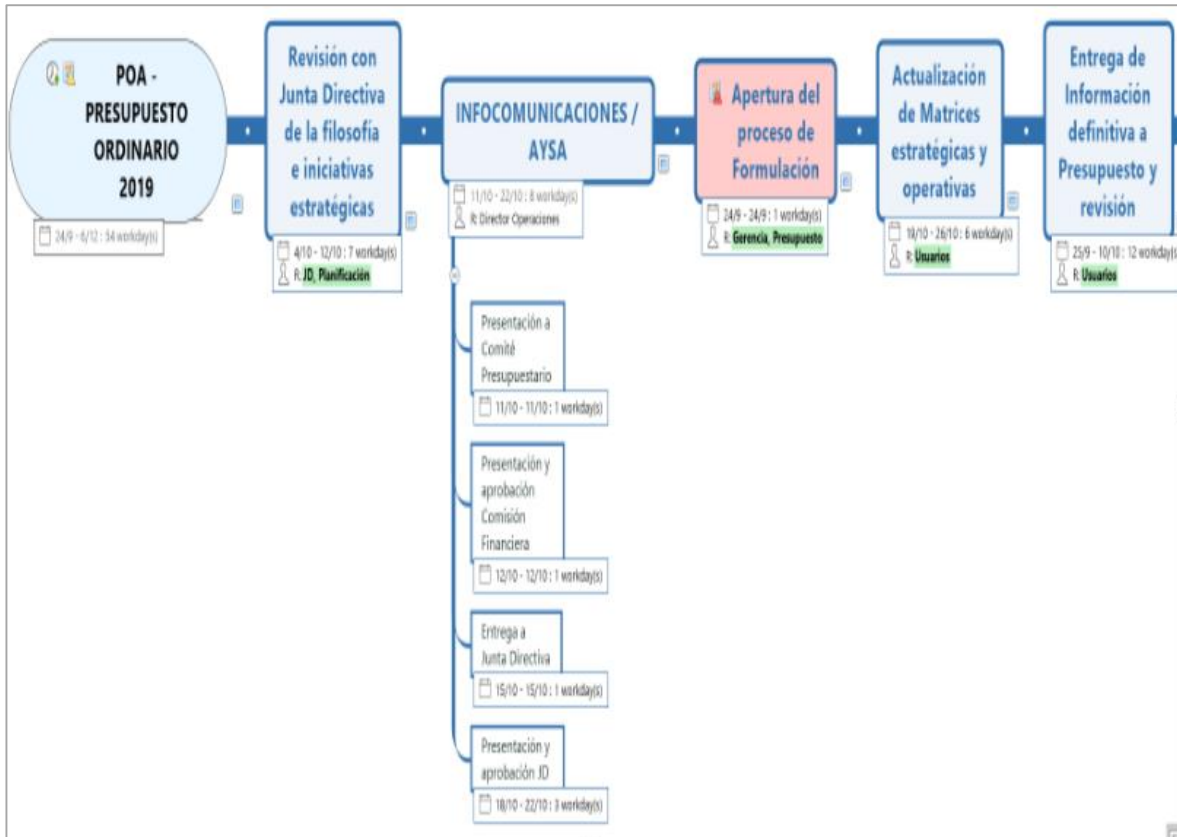 POA -
PRESUPUESTO
ORDINARIO
2019
24/9 - 6/12 : 54 workday(s)
Revisión con
Junta Directiva
de la filosofía
e iniciativas
estratégicas
4/10 - 12/10 : 7 workday(s)
R: JD, Planificación
INFOCOMUNICACIONES /
AYSA
11/10 - 22/10 : 8 workday(s)
R: Director Operaciones
Presentación a
Comité
Presupuestario
11/10 - 11/10 : 1 workday(s)
Presentación y
aprobación
Comisión
Financiera
12/10 - 12/10 : 1 workday(s)
Entrega a
Junta Directiva
15/10 - 15/10 : 1 workday(s)
Presentación y
aprobación JD
18/10 - 22/10 : 3 workday(s)
Apertura del
proceso de
Formulación
24/9 - 24/9 : 1 workday(s)
R: Gerencia, Presupuesto
Actualización
de Matrices
estratégicas y
operativas
19/10 - 26/10 : 6 workday(s)
R: Usuarios
Entrega de
Información
definitiva a
Presupuesto y
revisión
25/9 - 10/10 : 12 workday(s)
R: Usuarios